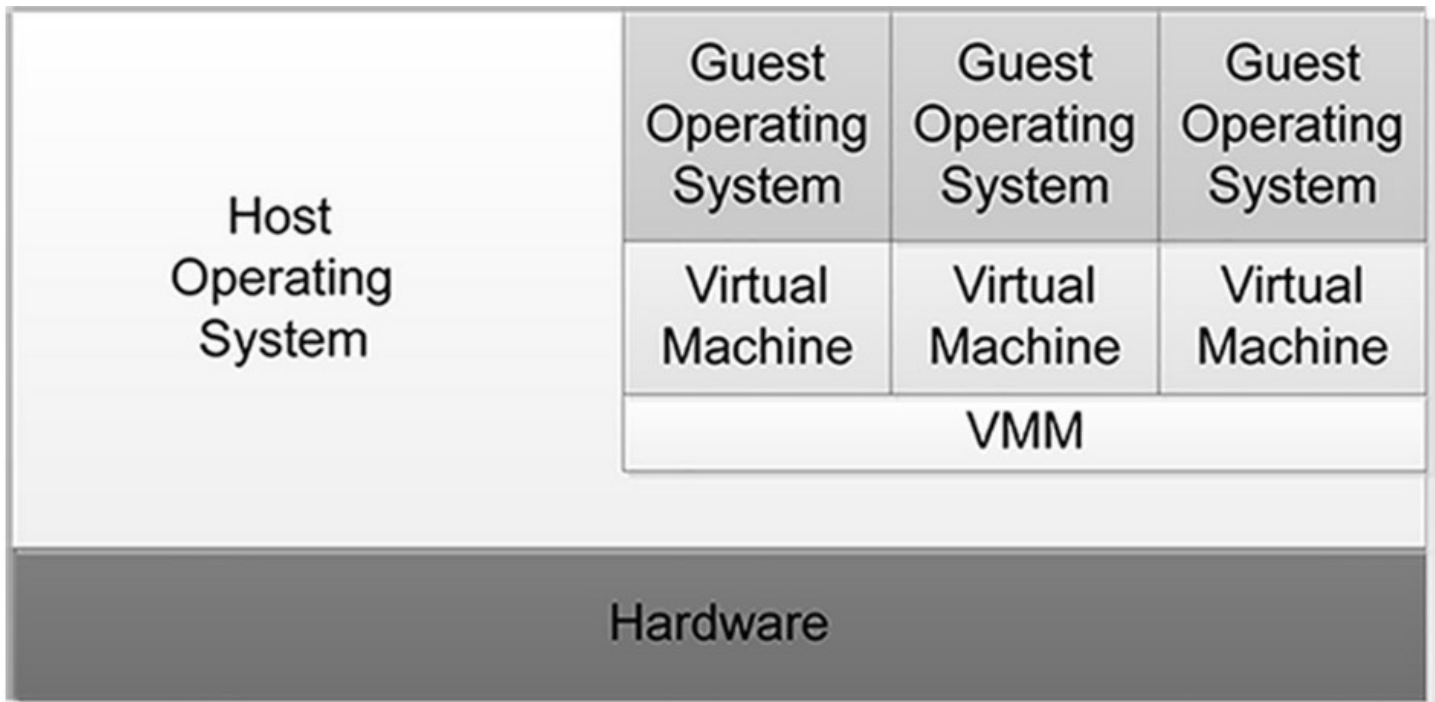 Host
Operating
System
Guest
Operating
System
Guest
Operating
System
Guest
Operating
System
Virtual
Machine
Virtual
Machine
Virtual
Machine
VMM
Hardware